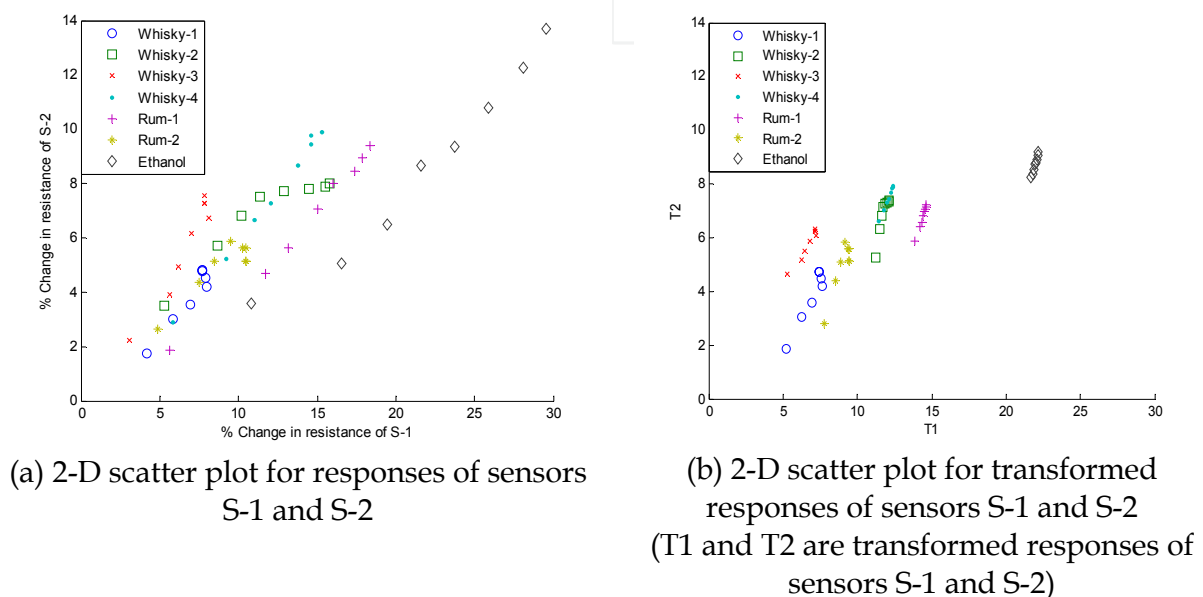 14
12
10
8
6
4
2
0
% Change in resistance of S-2
Whisky-1
Whisky-2
Whisky-3
Whisky-4
Rum-1
Rum-2
Ethanol
0 5 10 15 20 25 30
% Change in resistance of S-1
(a) 2-D scatter plot for responses of sensors
S-1 and S-2
14
12
10
8
6
4
2
0
T2
Whisky-1
Whisky-2
Whisky-3
Whisky-4
Rum-1
Rum-2
Ethanol
0 5 10 15 20 25 30
T1
(b) 2-D scatter plot for transformed
responses of sensors S-1 and S-2
(T1 and T2 are transformed responses of
sensors S-1 and S-2)